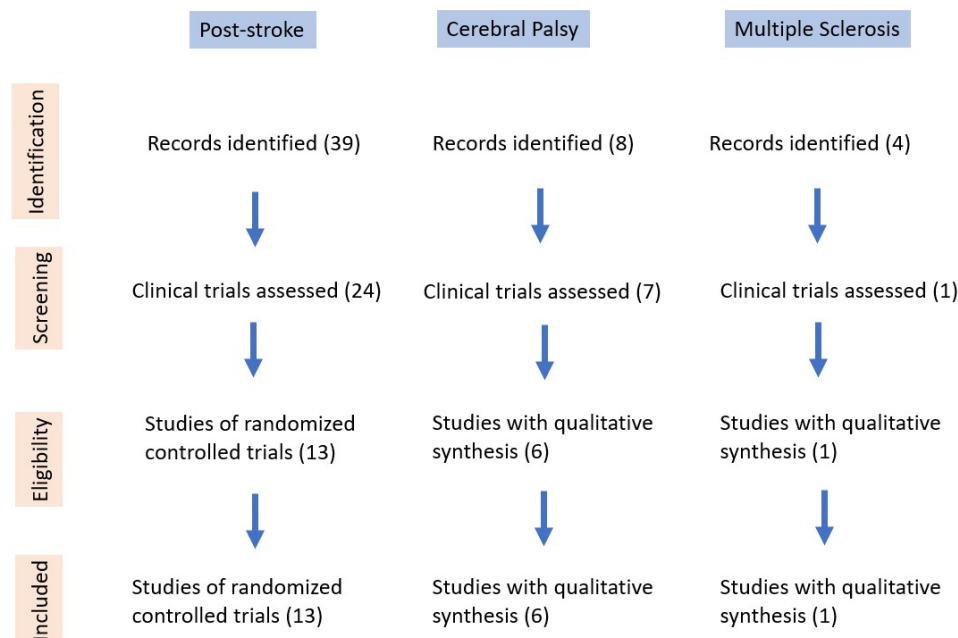 Post-stroke
Cerebral Palsy
Multiple Sclerosis
Identification
Records identified (39)
Records identified (8)
Records identified (4)
Screening
Clinical trials assessed (24)
Clinical trials assessed (7)
Clinical trials assessed (1)
Eligibility
Studies of randomized
controlled trials (13)
Studies with qualitative
synthesis (6)
Studies with qualitative
synthesis (1)
Included
Studies of randomized
controlled trials (13)
Studies with qualitative
synthesis (6)
Studies with qualitative
synthesis (1)